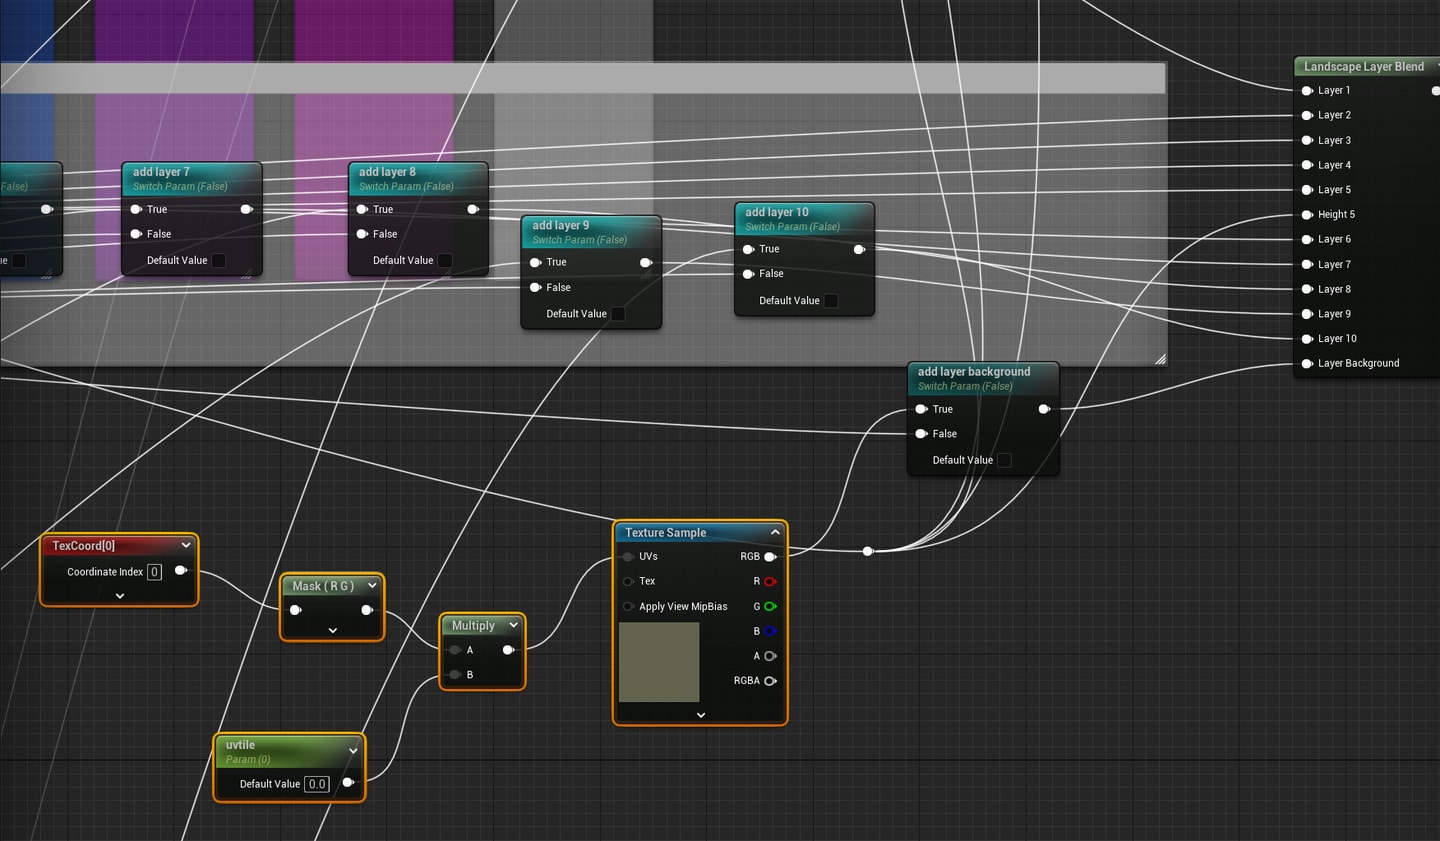 Landscape Layer Blend
Layer 1
Layer 2
Layer 3
Layer 4
Layer 5
Height 5
Layer 6
Layer 7
Layer 8
Layer 9
Layer 10
Layer Background
False)
add layer 7
Switch Param (False)
True
False
Default Value
add layer 8
Switch Param (False)
True
False
Default Value
add layer 9
Switch Param (False)
True
False
Default Value
add layer 10
Switch Param (False)
True
False
Default Value
add layer background
Switch Param (False)
True
False
Default Value
TexCoord[0]
Coordinate Index 0
Mask ( R G )
Multiply
A
B
uvtile
Param (0)
Default Value 0.0
Texture Sample
UVs RGB
Tex R
Apply View MipBias G
B
A
RGBA